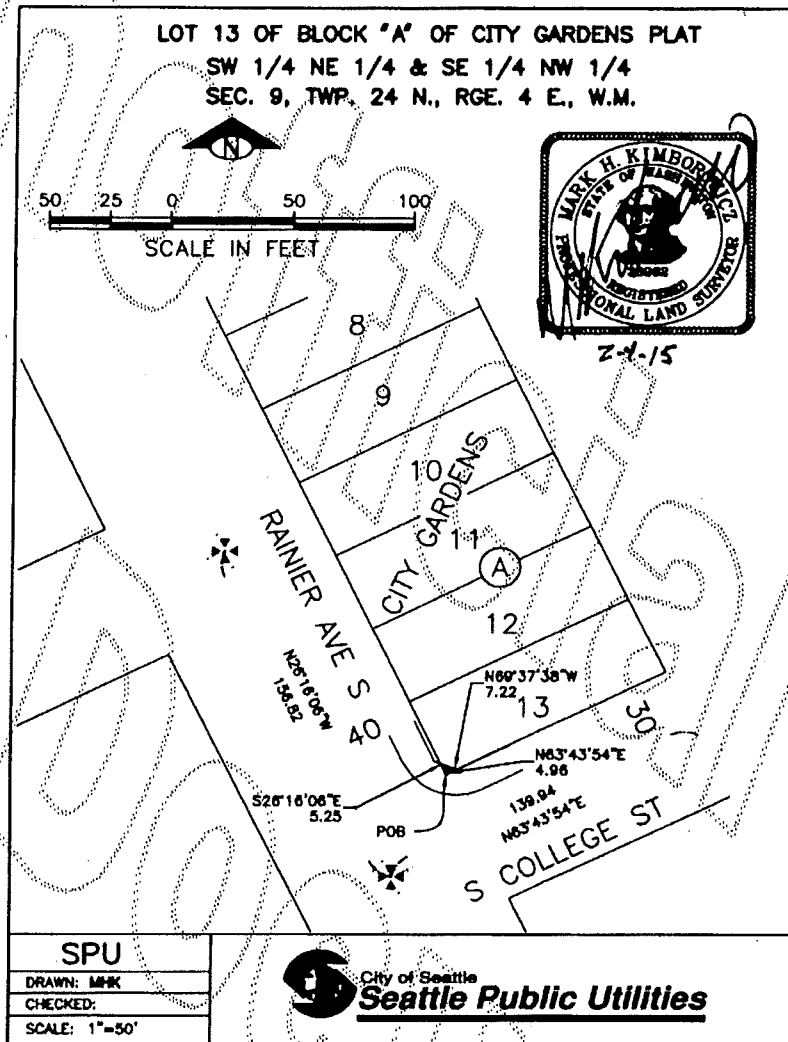 LOT 13 OF BLOCK "A" OF CITY GARDENS PLAT
SW 1/4 NE 1/4 & SE 1/4 NW 1/4
SEC. 9, TWP. 24 N., RGE. 4 E., W.M.
N
50 25 0 50 100
SCALE IN FEET
MARK H. KIMBOROWICZ
STATE OF WASHINGTON
REGISTERED
PROFESSIONAL LAND SURVEYOR
2-4-15
8
9
10
CITY GARDENS
11
A
12
13
RAINIER AVE S
N26°16'06"W
156.82
40
N69°37'38"W
7.22
30
N63°43'54"E
4.96
S26°16'06"E
5.25
139.94
N63°43'54"E
POB
S COLLEGE ST
SPU
DRAWN: MHK
CHECKED:
SCALE: 1"=50'
City of Seattle
Seattle Public Utilities